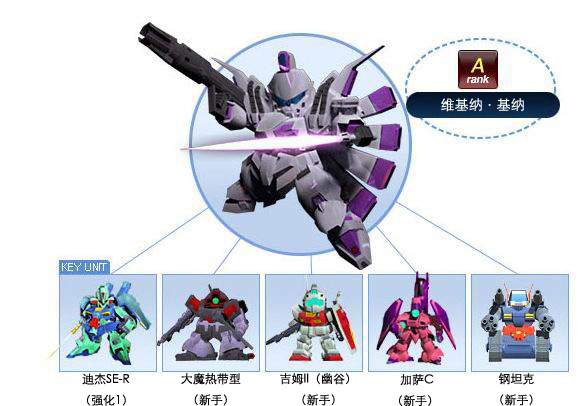 A
rank
维基纳·基纳
KEY UNIT
迪杰SE-R
(强化1)
大魔热带型
(新手)
吉姆II(幽谷)
(新手)
加萨C
(新手)
钢坦克
(新手)